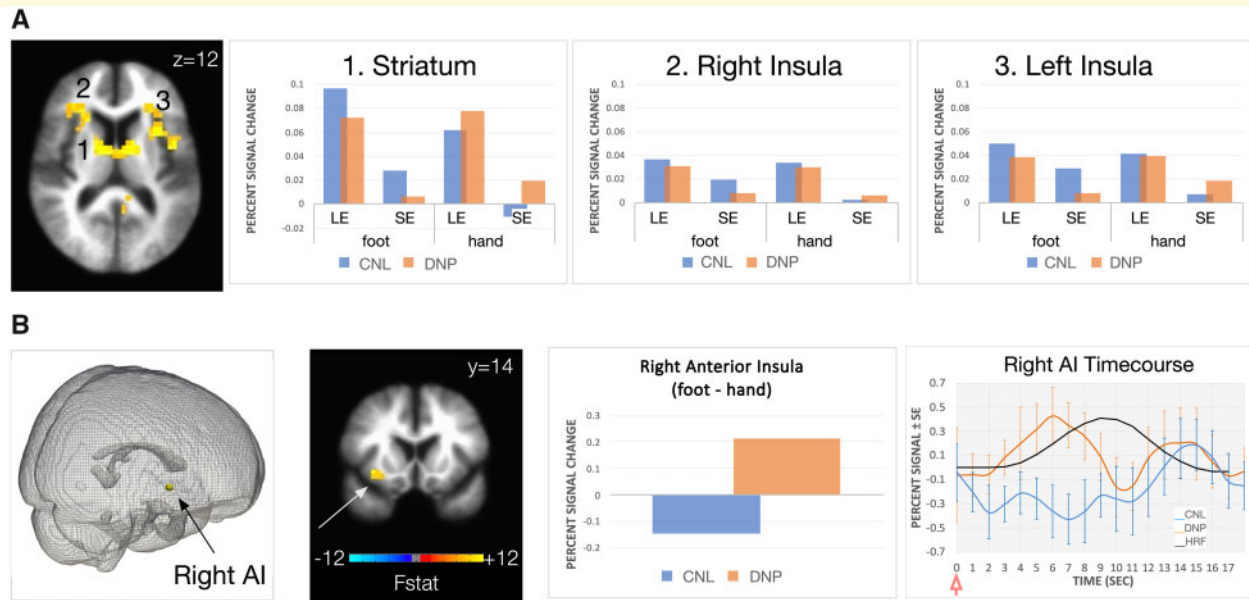 A
z=12
2
3
1
1. Striatum
PERCENT SIGNAL CHANGE
0.1
0.08
0.06
0.04
0.02
0
-0.02
LE
SE
LE
SE
foot
hand
CNL
DNP
2. Right Insula
PERCENT SIGNAL CHANGE
0.1
0.08
0.06
0.04
0.02
0
LE
SE
LE
SE
foot
hand
CNL
DNP
3. Left Insula
PERCENT SIGNAL CHANGE
0.1
0.08
0.06
0.04
0.02
0
LE
SE
LE
SE
foot
hand
CNL
DNP
B
Right AI
y=14
-12
+12
Fstat
Right Anterior Insula
(foot - hand)
PERCENT SIGNAL CHANGE
0.3
0.2
0.1
0
-0.1
-0.2
CNL
DNP
Right AI Timecourse
PERCENT SIGNAL ± SE
0.7
0.5
0.3
0.1
-0.1
-0.3
-0.5
-0.7
CNL
DNP
HRF
0 1 2 3 4 5 6 7 8 9 10 11 12 13 14 15 16 17
TIME (SEC)